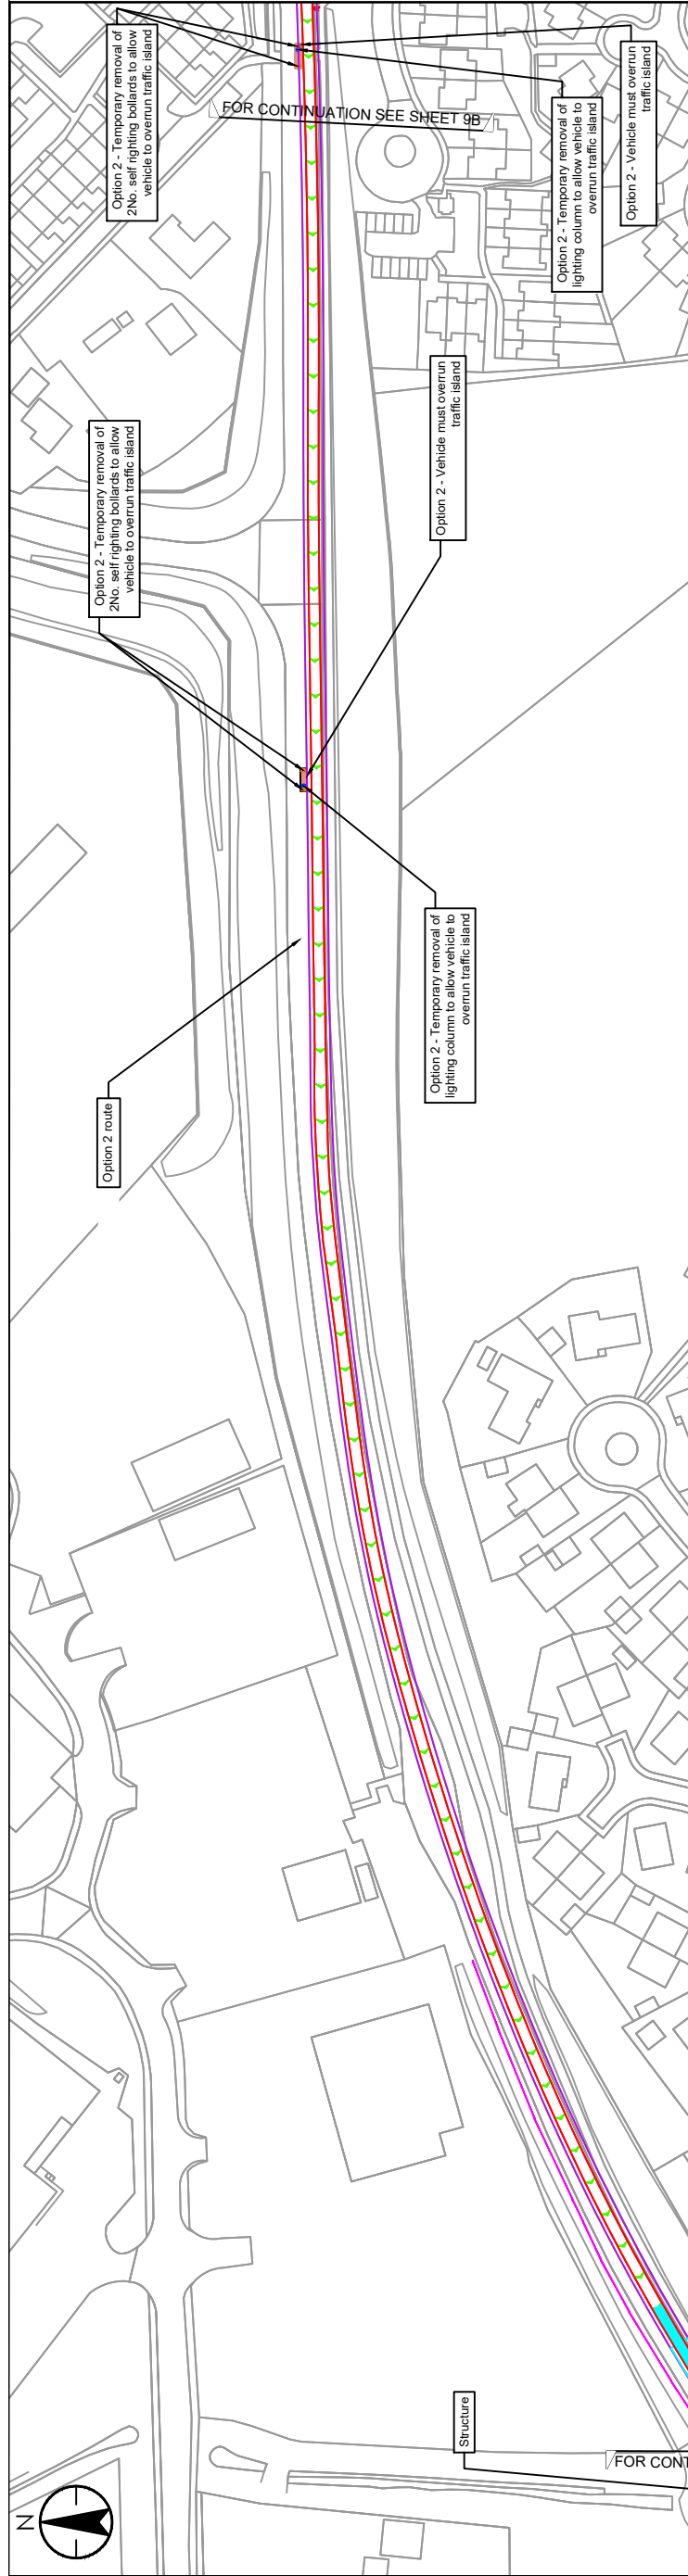 Option 2 - Temporary removal of
2No. self righting bollards to allow
vehicle to overrun traffic island
FOR CONTINUATION SEE SHEET 9B
Option 2 - Temporary removal of
lighting column to allow vehicle to
overrun traffic island
Option 2 - Vehicle must overrun
traffic island
Option 2 - Temporary removal of
2No. self righting bollards to allow
vehicle to overrun traffic island
Option 2 - Vehicle must overrun
traffic island
Option 2 - Temporary removal of
lighting column to allow vehicle to
overrun traffic island
Option 2 route
Structure
FOR CONT
N